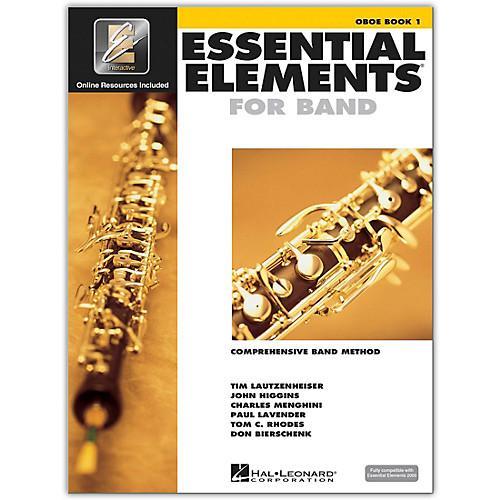 OBOE BOOK 1
E
Interactive
Online Resources Included
ESSENTIAL
ELEMENTS®
FOR BAND
COMPREHENSIVE BAND METHOD
TIM LAUTZENHEISER
JOHN HIGGINS
CHARLES MENGHINI
PAUL LAVENDER
TOM C. RHODES
DON BIERSCHENK
Fully compatible with
Essential Elements 2000
HAL•LEONARD®
CORPORATION